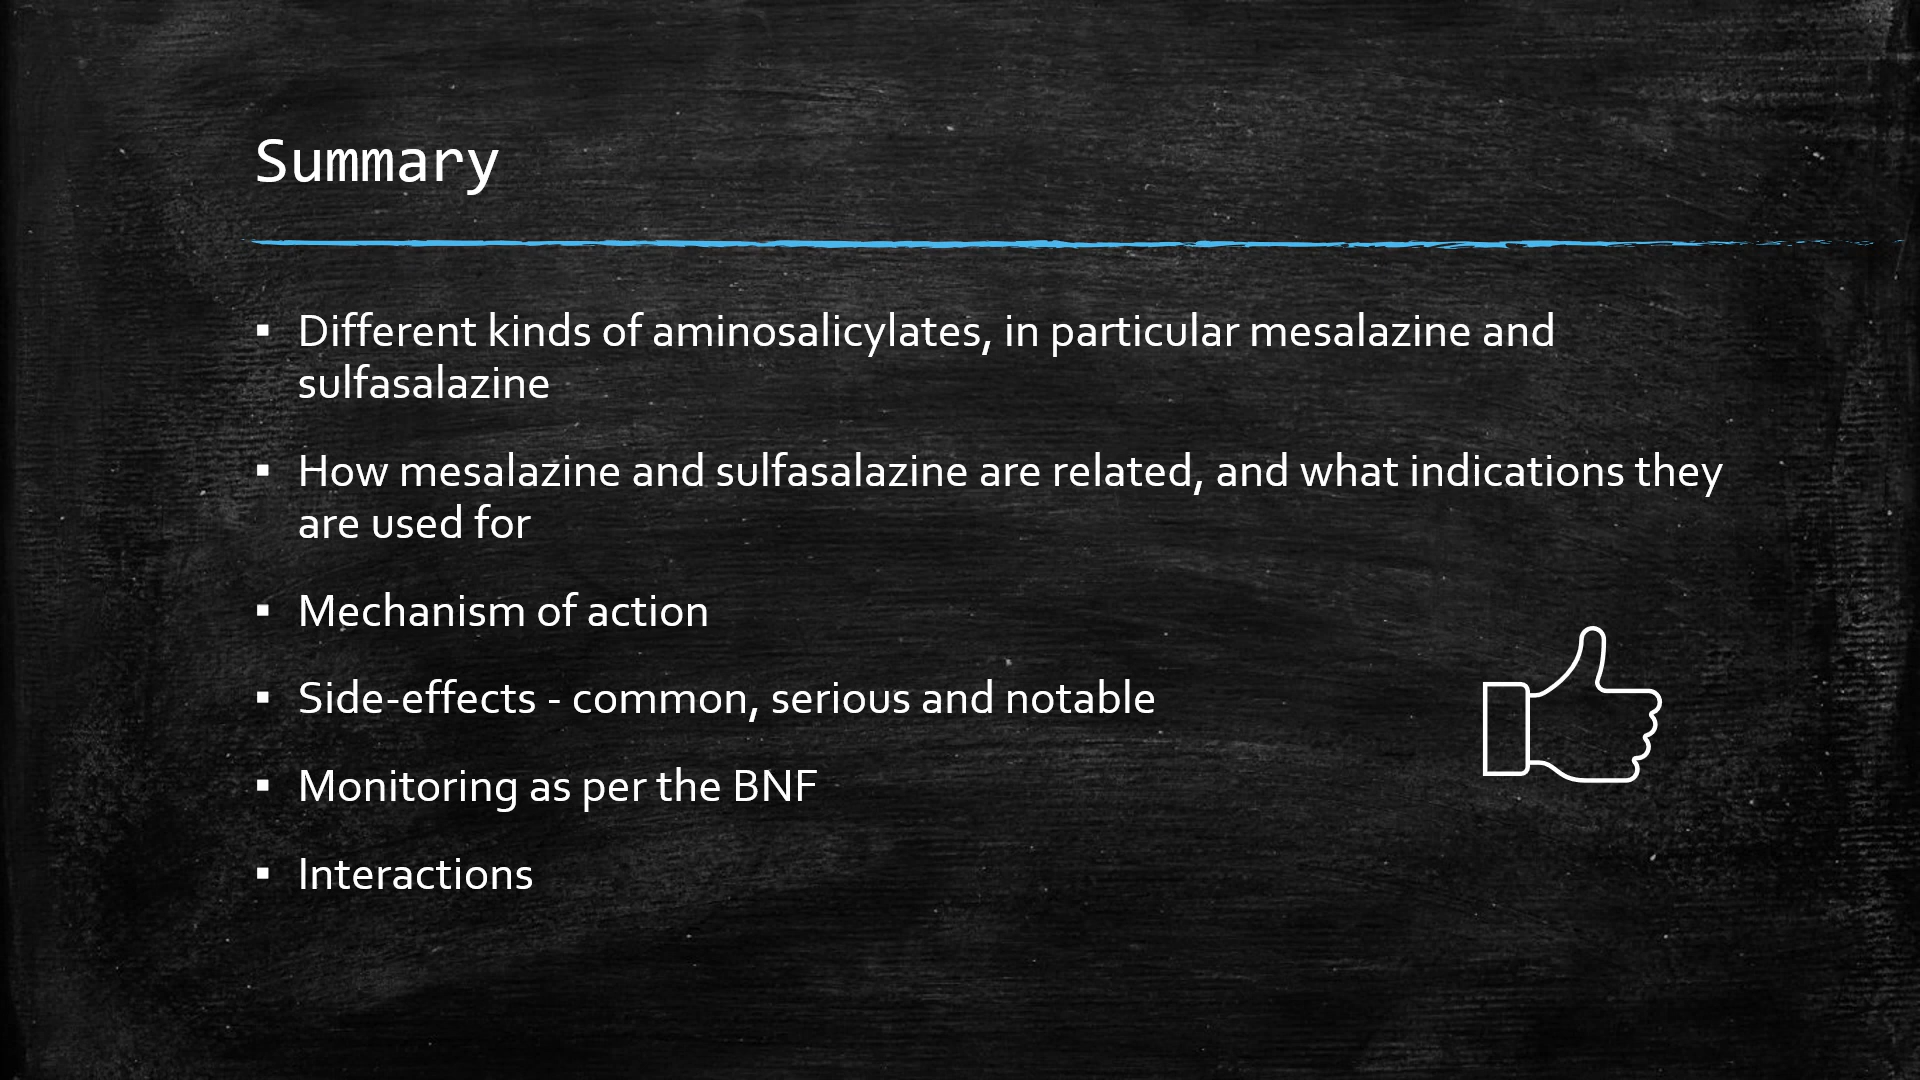 Summary
▪ Different kinds of aminosalicylates, in particular mesalazine and
sulfasalazine
▪ How mesalazine and sulfasalazine are related, and what indications they
are used for
▪ Mechanism of action
▪ Side-effects - common, serious and notable
▪ Monitoring as per the BNF
▪ Interactions